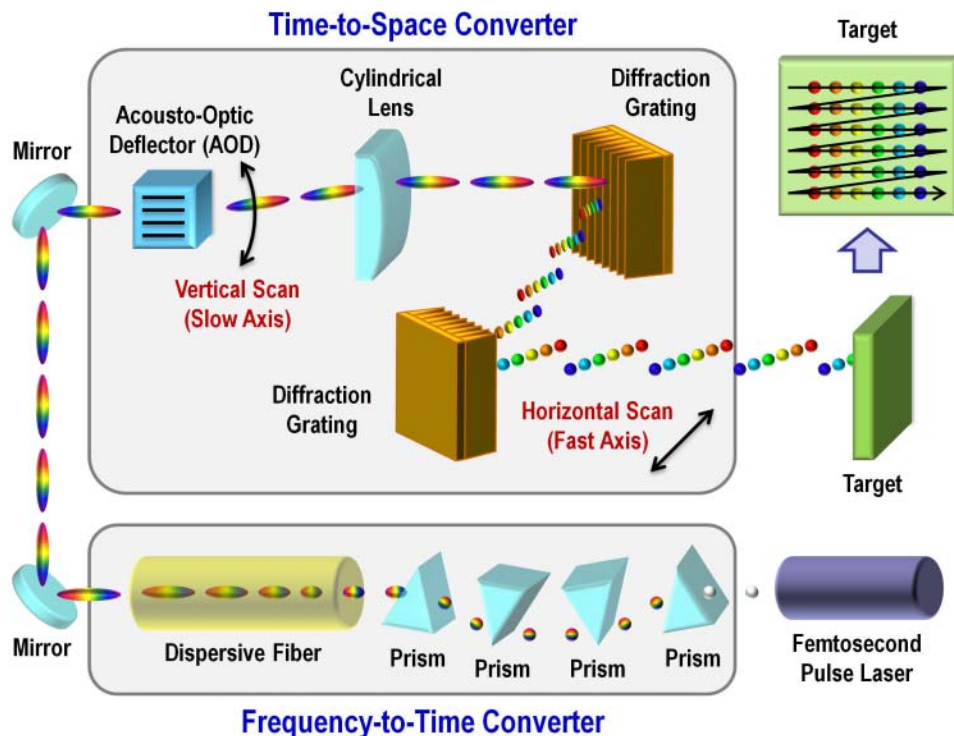 Time-to-Space Converter
Target
Cylindrical
Lens
Diffraction
Grating
Acousto-Optic
Deflector (AOD)
Mirror
Vertical Scan
(Slow Axis)
Diffraction
Grating
Horizontal Scan
(Fast Axis)
Target
Mirror
Dispersive Fiber
Prism
Prism
Prism
Prism
Femtosecond
Pulse Laser
Frequency-to-Time Converter